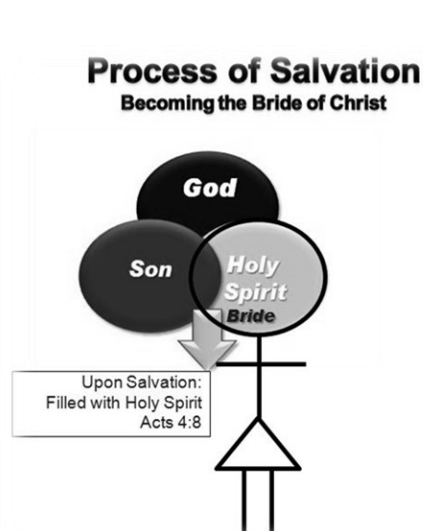 Process of Salvation
Becoming the Bride of Christ
God
Son
Holy
Spirit
Bride
Upon Salvation:
Filled with Holy Spirit
Acts 4:8